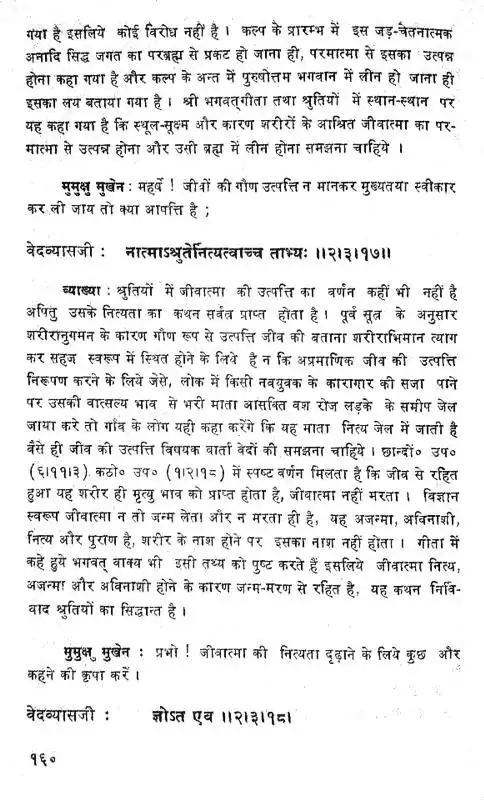 गया है इसलिये कोई विरोध नहीं है । कल्प के प्रारम्भ में इस जड़-चेतनात्मक
अनादि सिद्ध जगत का परब्रह्म से प्रकट हो जाना ही, परमात्मा से इसका उत्पन्न
होना कहा गया है और कल्प के अन्त में पुरुषोत्तम भगवान में लीन हो जाना ही
इसका लय बताया गया है । श्री भगवत्गीता तथा श्रुतियों में स्थान-स्थान पर
यह कहा गया है कि स्थूल-सूक्ष्म और कारण शरीरों के आश्रित जीवात्मा का पर-
मात्मा से उत्पन्न होना और उसी ब्रह्म में लीन होना समझना चाहिये ।
मुमुक्षु मुखेन : महर्षे ! जीवों की गौण उत्पत्ति न मानकर मुख्यतया स्वीकार
कर ली जाय तो क्या आपत्ति है ;
वेदव्यासजी : नात्माऽश्रुतेर्नित्यत्वाच्च ताभ्यः ।।२।३।१७।।
व्याख्या : श्रुतियों में जीवात्मा की उत्पत्ति का वर्णन कहीं भी नहीं है
अपितु उसके नित्यता का कथन सर्वत्र प्राप्त होता है । पूर्व सूत्र के अनुसार
शरीरानुगमन के कारण गौण रूप से उत्पत्ति जीव की बताना शरीराभिमान त्याग
कर सहज स्वरूप में स्थित होने के लिये है न कि अप्रमाणिक जीव की उत्पत्ति
निरूपण करने के लिये जैसे, लोक में किसी नवयुवक के कारागार की सजा पाने
पर उसकी वात्सल्य भाव से भरी माता आसक्ति वश रोज लड़के के समीप जेल
जाया करे तो गाँव के लोग यही कहा करेंगे कि यह माता नित्य जेल में जाती है
वैसे ही जीव की उत्पत्ति विषयक वार्ता वेदों की समझना चाहिये । छान्दो० उप०
(६।११।३) कठो० उप० (१।२।१८) में स्पष्ट वर्णन मिलता है कि जीव से रहित
हुआ यह शरीर ही मृत्यु भाव को प्राप्त होता है, जीवात्मा नहीं मरता । विज्ञान
स्वरूप जीवात्मा न तो जन्म लेता और न मरता ही है, यह अजन्मा, अविनाशी,
नित्य और पुराण है, शरीर के नाश होने पर इसका नाश नहीं होता । गीता में
कहे हुये भगवत् वाक्य भी इसी तथ्य को पुष्ट करते हैं इसलिये जीवात्मा नित्य,
अजन्मा और अविनाशी होने के कारण जन्म-मरण से रहित है, यह कथन निर्वि-
वाद श्रुतियों का सिद्धान्त है ।
मुमुक्षु मुखेन : प्रभो ! जीवात्मा की नित्यता दृढ़ाने के लिये कुछ और
कहने की कृपा करें ।
वेदव्यासजी : ज्ञोऽत एव ।।२।३।१८।
१६०